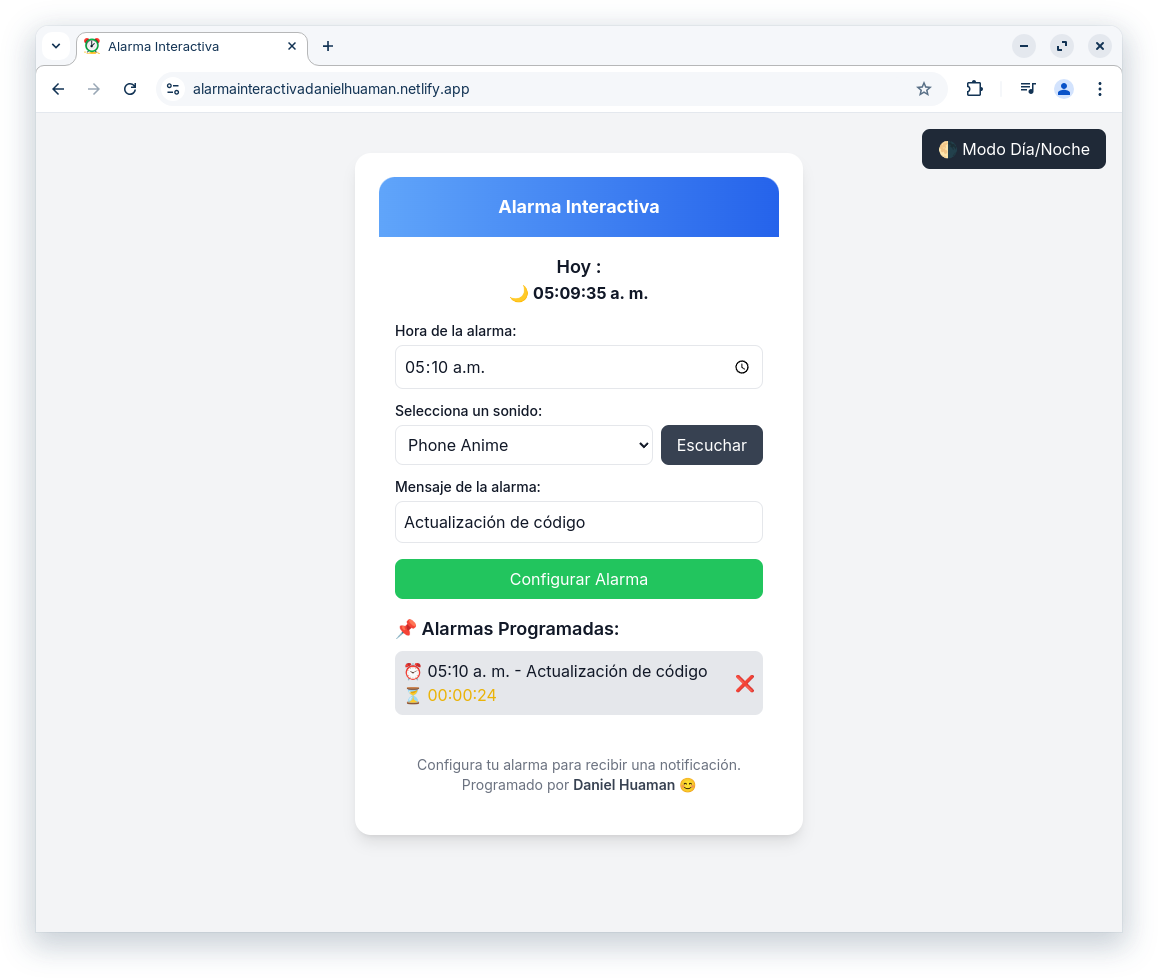 Alarma Interactiva
alarmainteractivadanielhuaman.netlify.app
🌗 Modo Día/Noche
Alarma Interactiva
Hoy :
🌙 05:09:35 a. m.
Hora de la alarma:
05:10 a.m.
Selecciona un sonido:
Phone Anime
Escuchar
Mensaje de la alarma:
Actualización de código
Configurar Alarma
📌 Alarmas Programadas:
⏰ 05:10 a. m. - Actualización de código
⏳ 00:00:24
❌
Configura tu alarma para recibir una notificación.
Programado por Daniel Huaman 😊